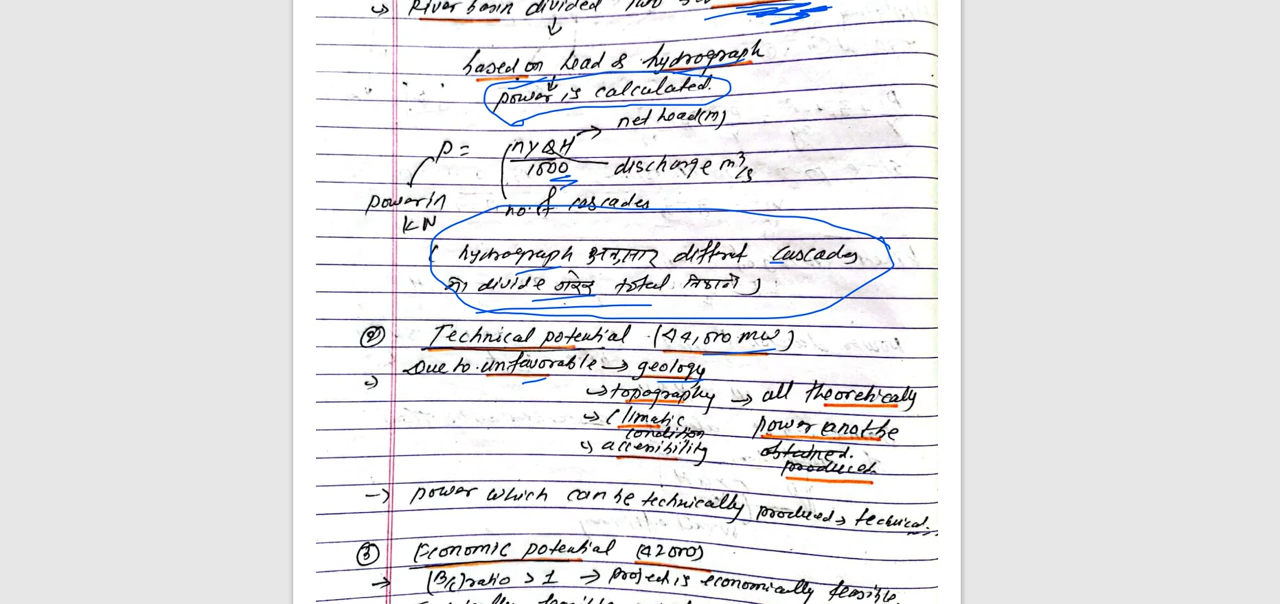 → River basin divided into
↓
based on head & hydrograph
↓
power is calculated.
net head(m)
P = nγQH
1000
discharge m³/s
power in
kN
no. of cascades
( hydrograph अनुसार diffret cascades
मा divide गरेर total निकाले )
② Technical potential (44,000 mw)
→ Due to unfavorable → geology
→ topography → all theoretically
→ climatic
condition
power cannot be
→ accessibility
obtained.
produced.
→ power which can be technically produced → technical.
③ Economic potential (42000)
→ (B/C) ratio > 1 → project is economically feasible.